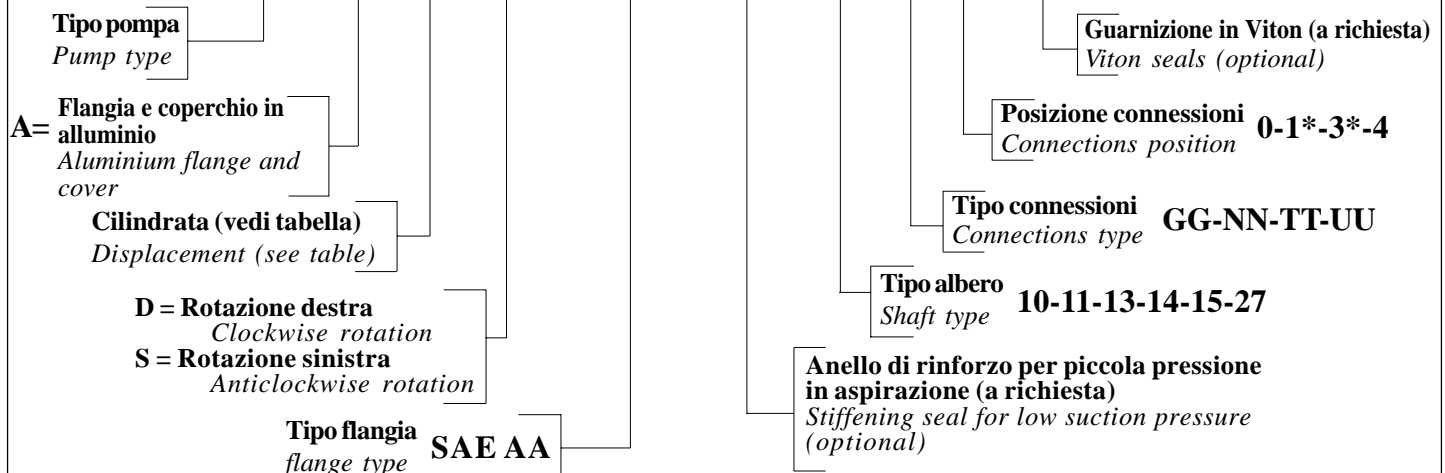 Tipo pompa
Pump type
A= Flangia e coperchio in
alluminio
Aluminium flange and
cover
Cilindrata (vedi tabella)
Displacement (see table)
D = Rotazione destra
Clockwise rotation
S = Rotazione sinistra
Anticlockwise rotation
Tipo flangia SAE AA
flange type
Guarnizione in Viton (a richiesta)
Viton seals (optional)
Posizione connessioni 0-1*-3*-4
Connections position
Tipo connessioni GG-NN-TT-UU
Connections type
Tipo albero 10-11-13-14-15-27
Shaft type
Anello di rinforzo per piccola pressione
in aspirazione (a richiesta)
Stiffening seal for low suction pressure
(optional)